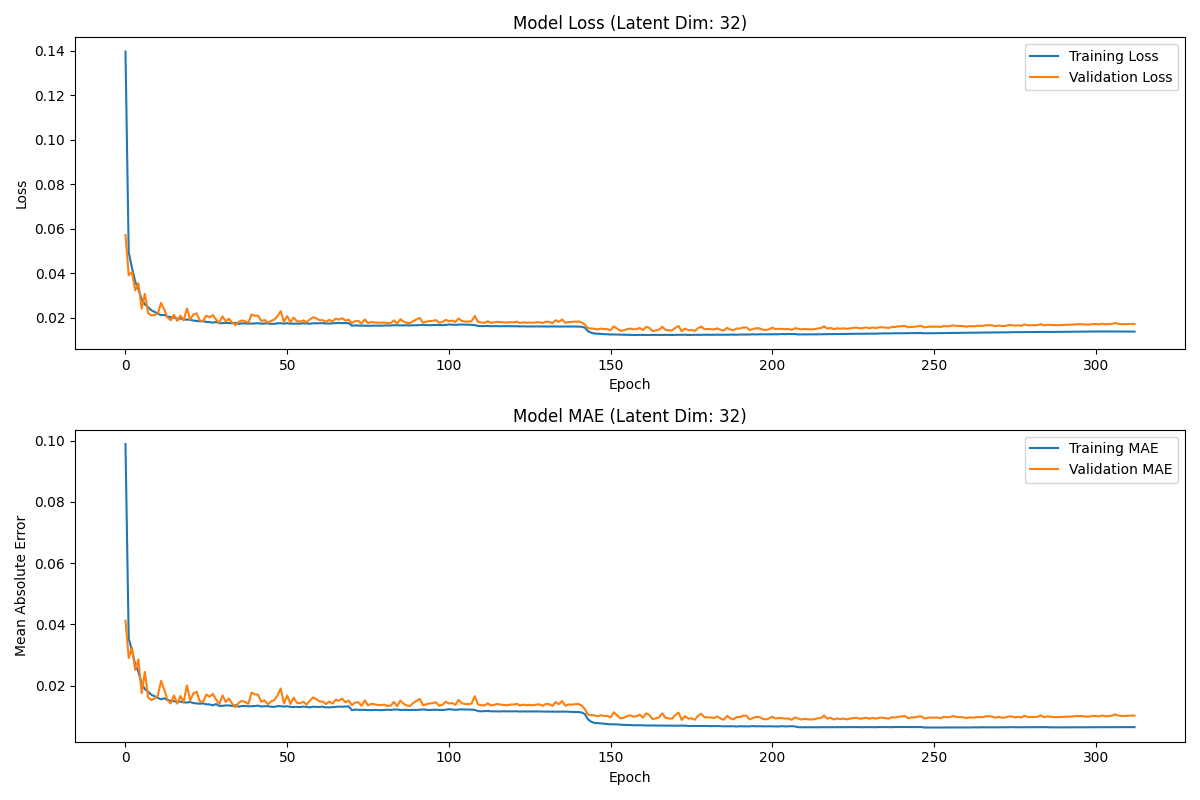 Model Loss (Latent Dim: 32)
0.14
0.12
0.10
0.08
0.06
0.04
0.02
Loss
Training Loss
Validation Loss
0 50 100 150 200 250 300
Epoch
Model MAE (Latent Dim: 32)
0.10
0.08
0.06
0.04
0.02
Mean Absolute Error
Training MAE
Validation MAE
0 50 100 150 200 250 300
Epoch